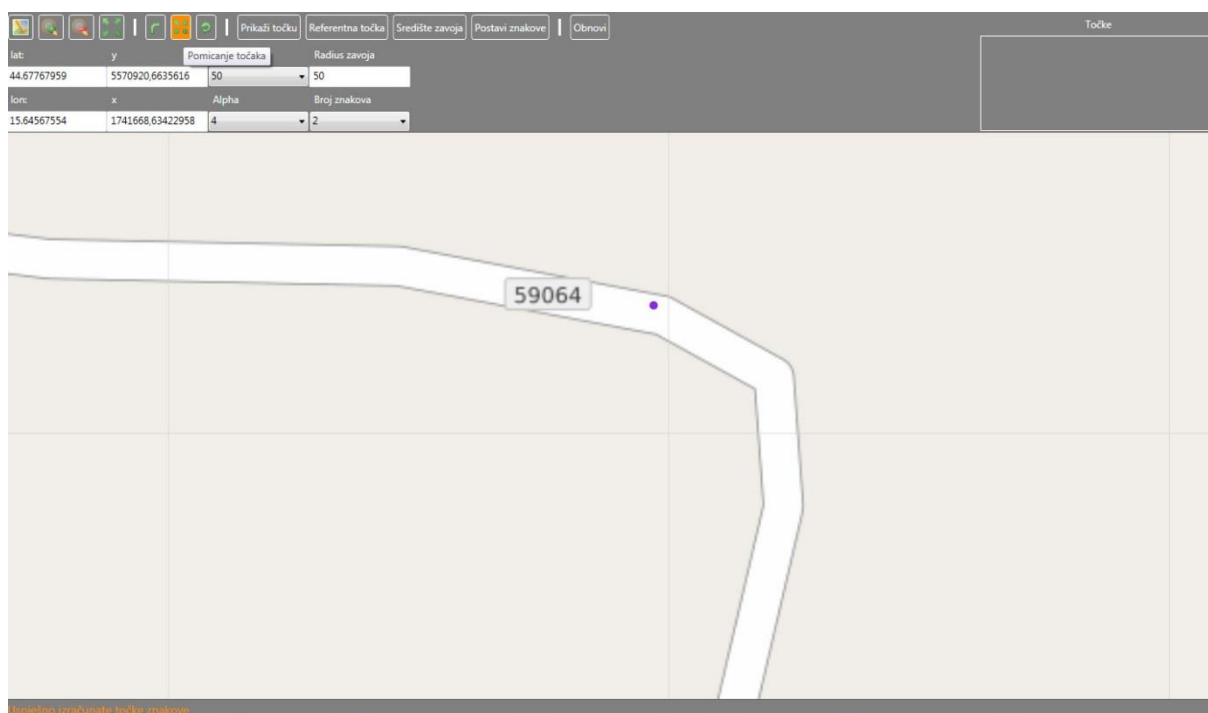 Prikaži točku Referentna točka Središte zavoja Postavi znakove Obnovi Točke
Pomicanje točaka
lat: y Radius zavoja
44.67767959 5570920,6635616 50 50
lon: x Alpha Broj znakova
15.64567554 1741668,63422958 4 2
59064
Uspješno izračunate točke znakove